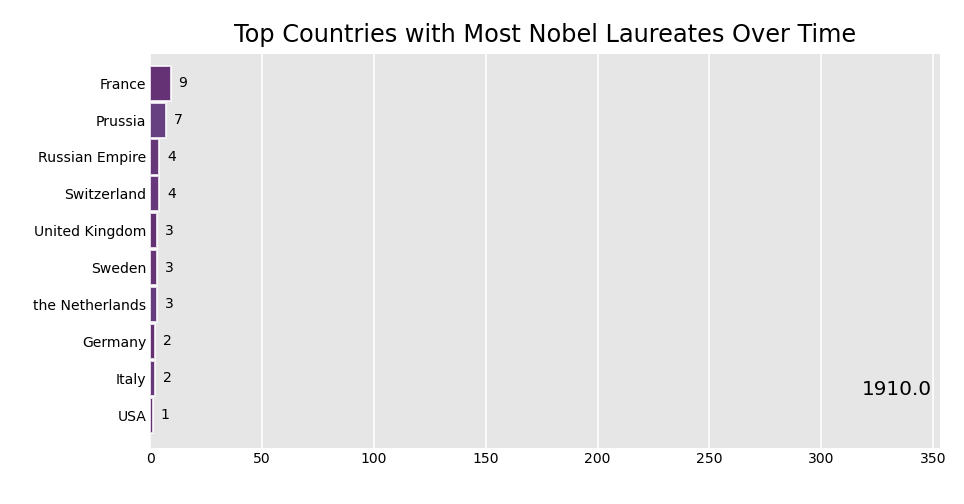 Top Countries with Most Nobel Laureates Over Time
France 9
Prussia 7
Russian Empire 4
Switzerland 4
United Kingdom 3
Sweden 3
the Netherlands 3
Germany 2
Italy 2
1910.0
USA 1
0 50 100 150 200 250 300 350